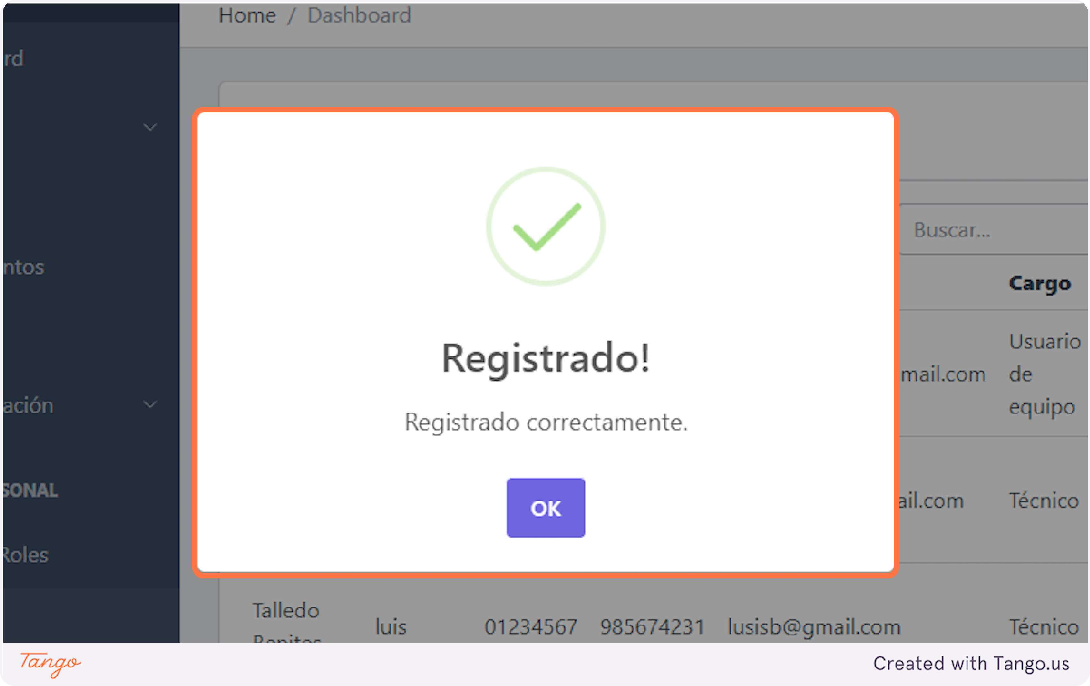 Home / Dashboard
rd
Buscar...
ntos
Cargo
Registrado!
Usuario
mail.com de
equipo
ación
Registrado correctamente.
SONAL
OK
ail.com Técnico
Roles
Talledo
Benites
luis 01234567 985674231 lusisb@gmail.com Técnico
Tango
Created with Tango.us